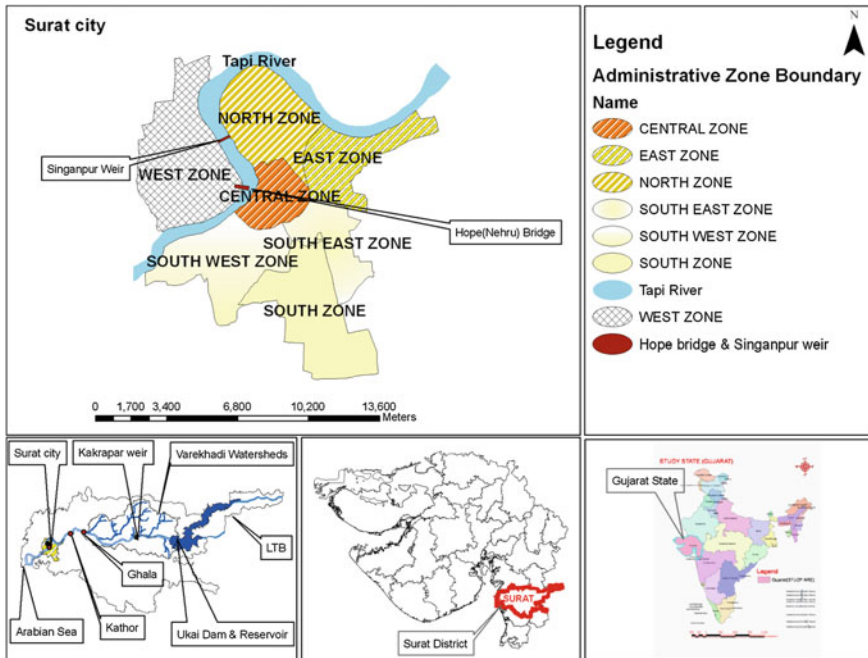 Surat city
Tapi River
NORTH ZONE
EAST ZONE
Singanpur Weir
WEST ZONE
CENTRAL ZONE
Hope(Nehru) Bridge
SOUTH EAST ZONE
SOUTH WEST ZONE
SOUTH ZONE
0 1,700 3,400 6,800 10,200 13,600
Meters
N
Legend
Administrative Zone Boundary
Name
CENTRAL ZONE
EAST ZONE
NORTH ZONE
SOUTH EAST ZONE
SOUTH WEST ZONE
SOUTH ZONE
Tapi River
WEST ZONE
Hope bridge & Singanpur weir
Surat city
Kakrapar weir
Varekhadi Watersheds
LTB
Ghala
Kathor
Arabian Sea
Ukai Dam & Reservoir
SURAT
Surat District
STUDY STATE (GUJARAT)
Gujarat State
Legend